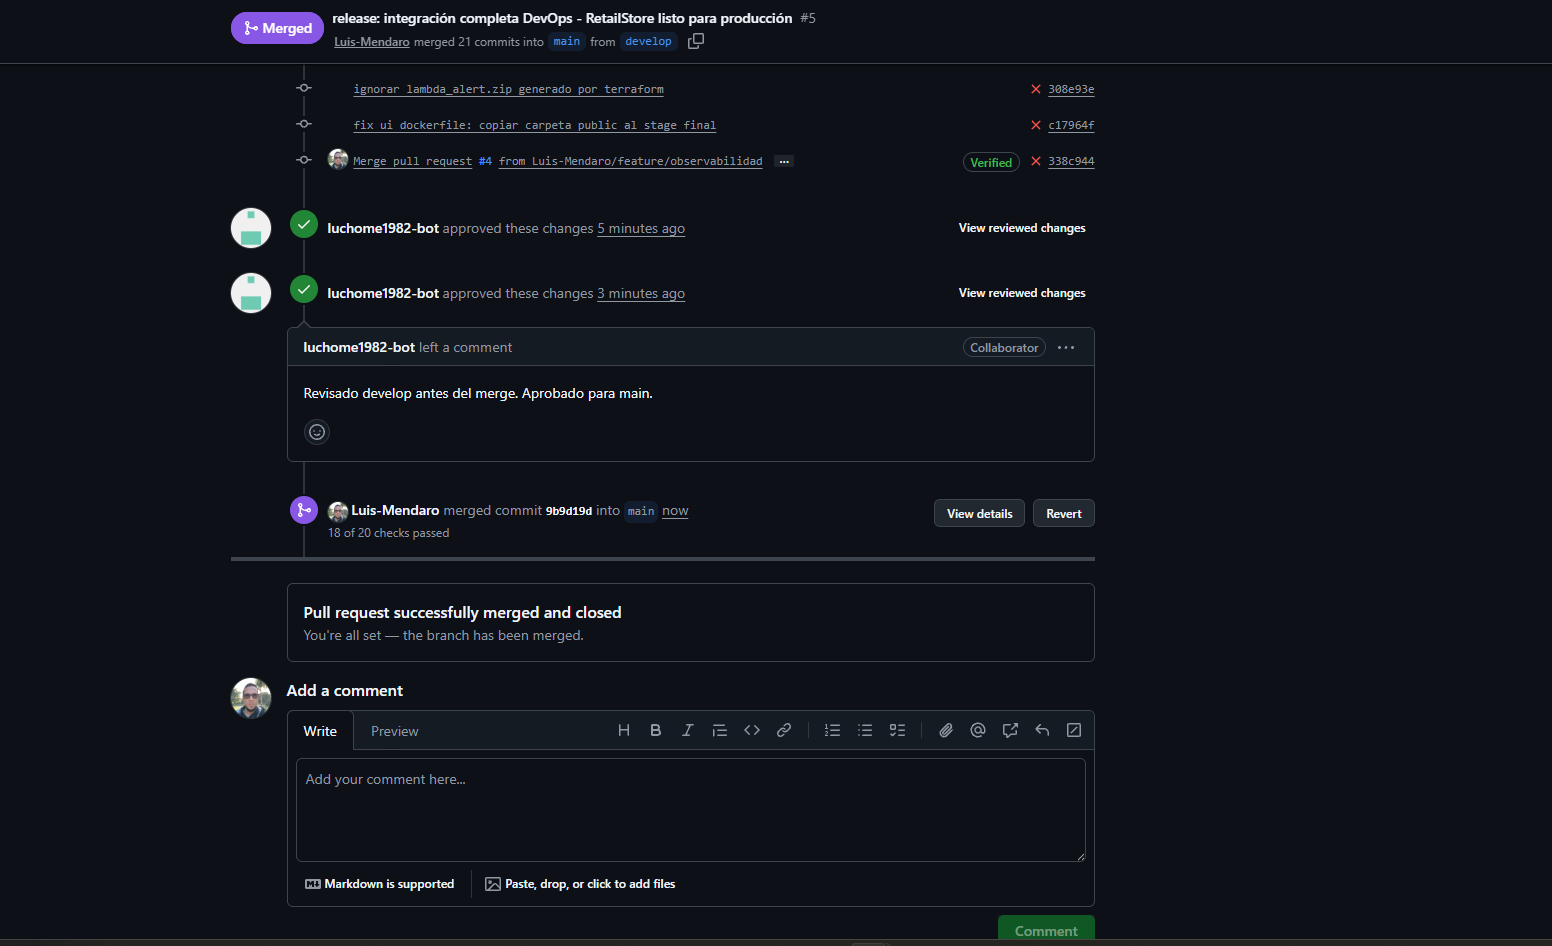 Merged
release: integración completa DevOps - RetailStore listo para producción #5
Luis-Mendaro merged 21 commits into main from develop
ignorar lambda_alert.zip generado por terraform 308e93e
fix ui dockerfile: copiar carpeta public al stage final c17964f
Merge pull request #4 from Luis-Mendaro/feature/observabilidad ... Verified 338c944
luchome1982-bot approved these changes 5 minutes ago View reviewed changes
luchome1982-bot approved these changes 3 minutes ago View reviewed changes
luchome1982-bot left a comment Collaborator ...
Revisado develop antes del merge. Aprobado para main.
Luis-Mendaro merged commit 9b9d19d into main now View details Revert
18 of 20 checks passed
Pull request successfully merged and closed
You're all set — the branch has been merged.
Add a comment
Write Preview
Add your comment here...
Markdown is supported Paste, drop, or click to add files
Comment